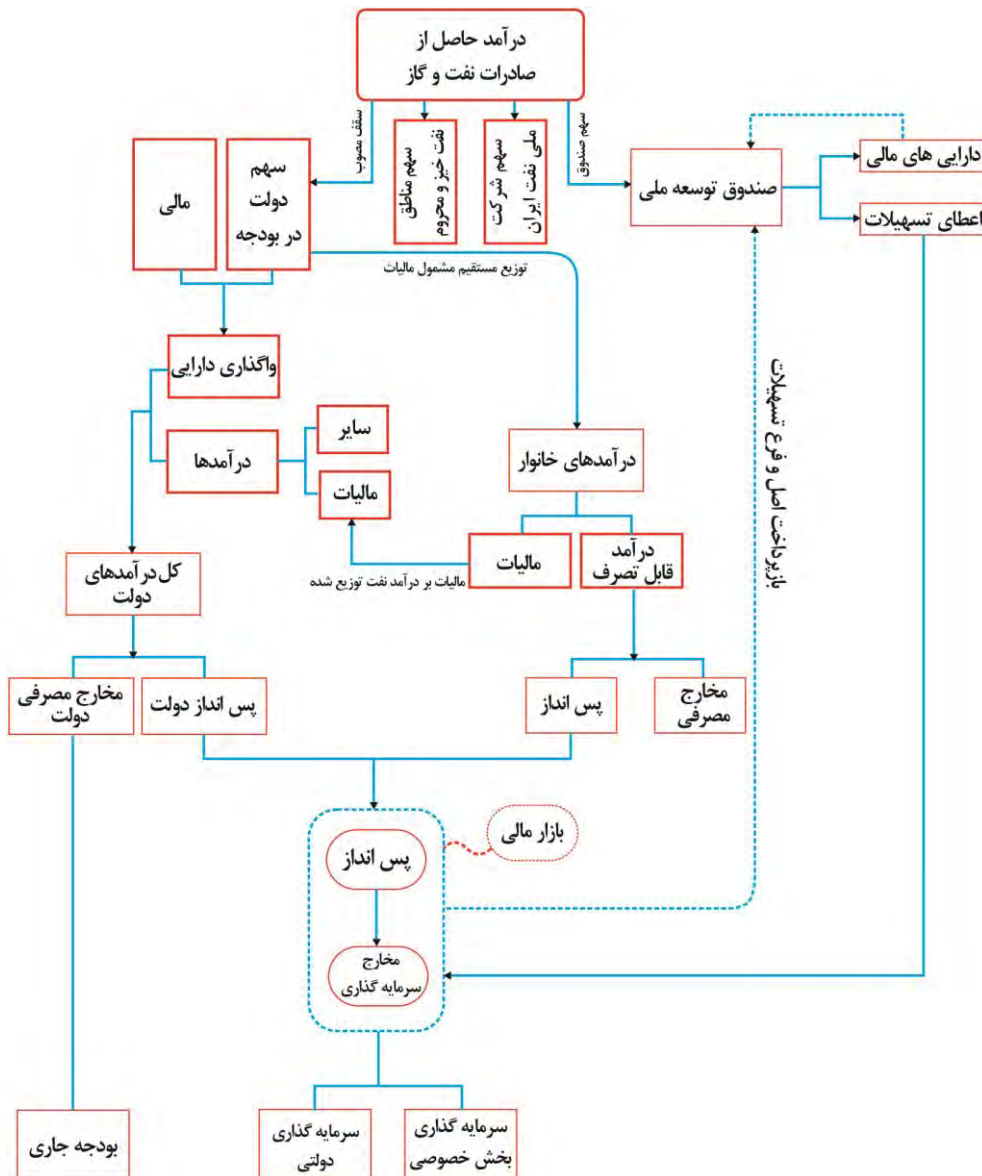 درآمد حاصل از
صادرات نفت و گاز
سقف مصوب
سهم مناطق
نفت خیز و محروم
سهم شرکت
ملی نفت ایران
سهم صندوق
دارایی های مالی
صندوق توسعه ملی
اعطای تسهیلات
سهم
دولت
در بودجه
مالی
توزیع مستقیم مشمول مالیات
بازپرداخت اصل و فرع تسهیلات
واگذاری دارایی
سایر
درآمدها
مالیات
درآمدهای خانوار
درآمد
قابل تصرف
مالیات
مالیات بر درآمد نفت توزیع شده
کل درآمدهای
دولت
مخارج
مصرفی
پس انداز
پس انداز دولت
مخارج مصرفی
دولت
بازار مالی
پس انداز
مخارج
سرمایه گذاری
سرمایه گذاری
بخش خصوصی
سرمایه گذاری
دولتی
بودجه جاری